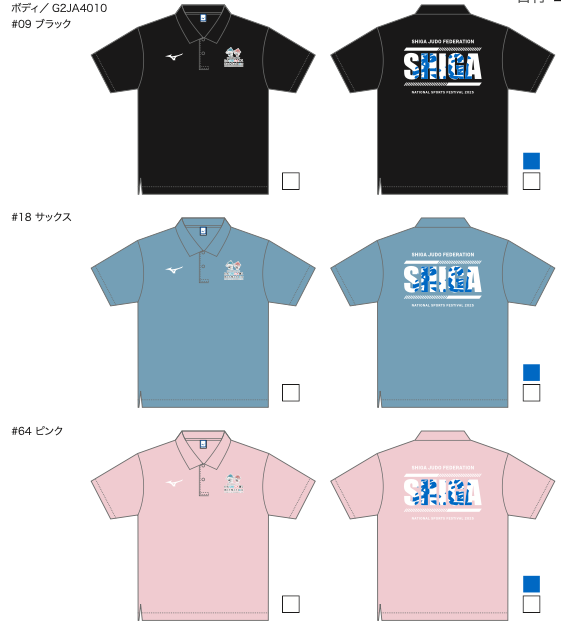 ボディ／ G2JA4010
#09 ブラック
SHIGA JUDO FEDERATION
SHIGA
NATIONAL SPORTS FESTIVAL 2025
#18 サックス
SHIGA JUDO FEDERATION
SHIGA
NATIONAL SPORTS FESTIVAL 2025
#64 ピンク
SHIGA JUDO FEDERATION
SHIGA
NATIONAL SPORTS FESTIVAL 2025